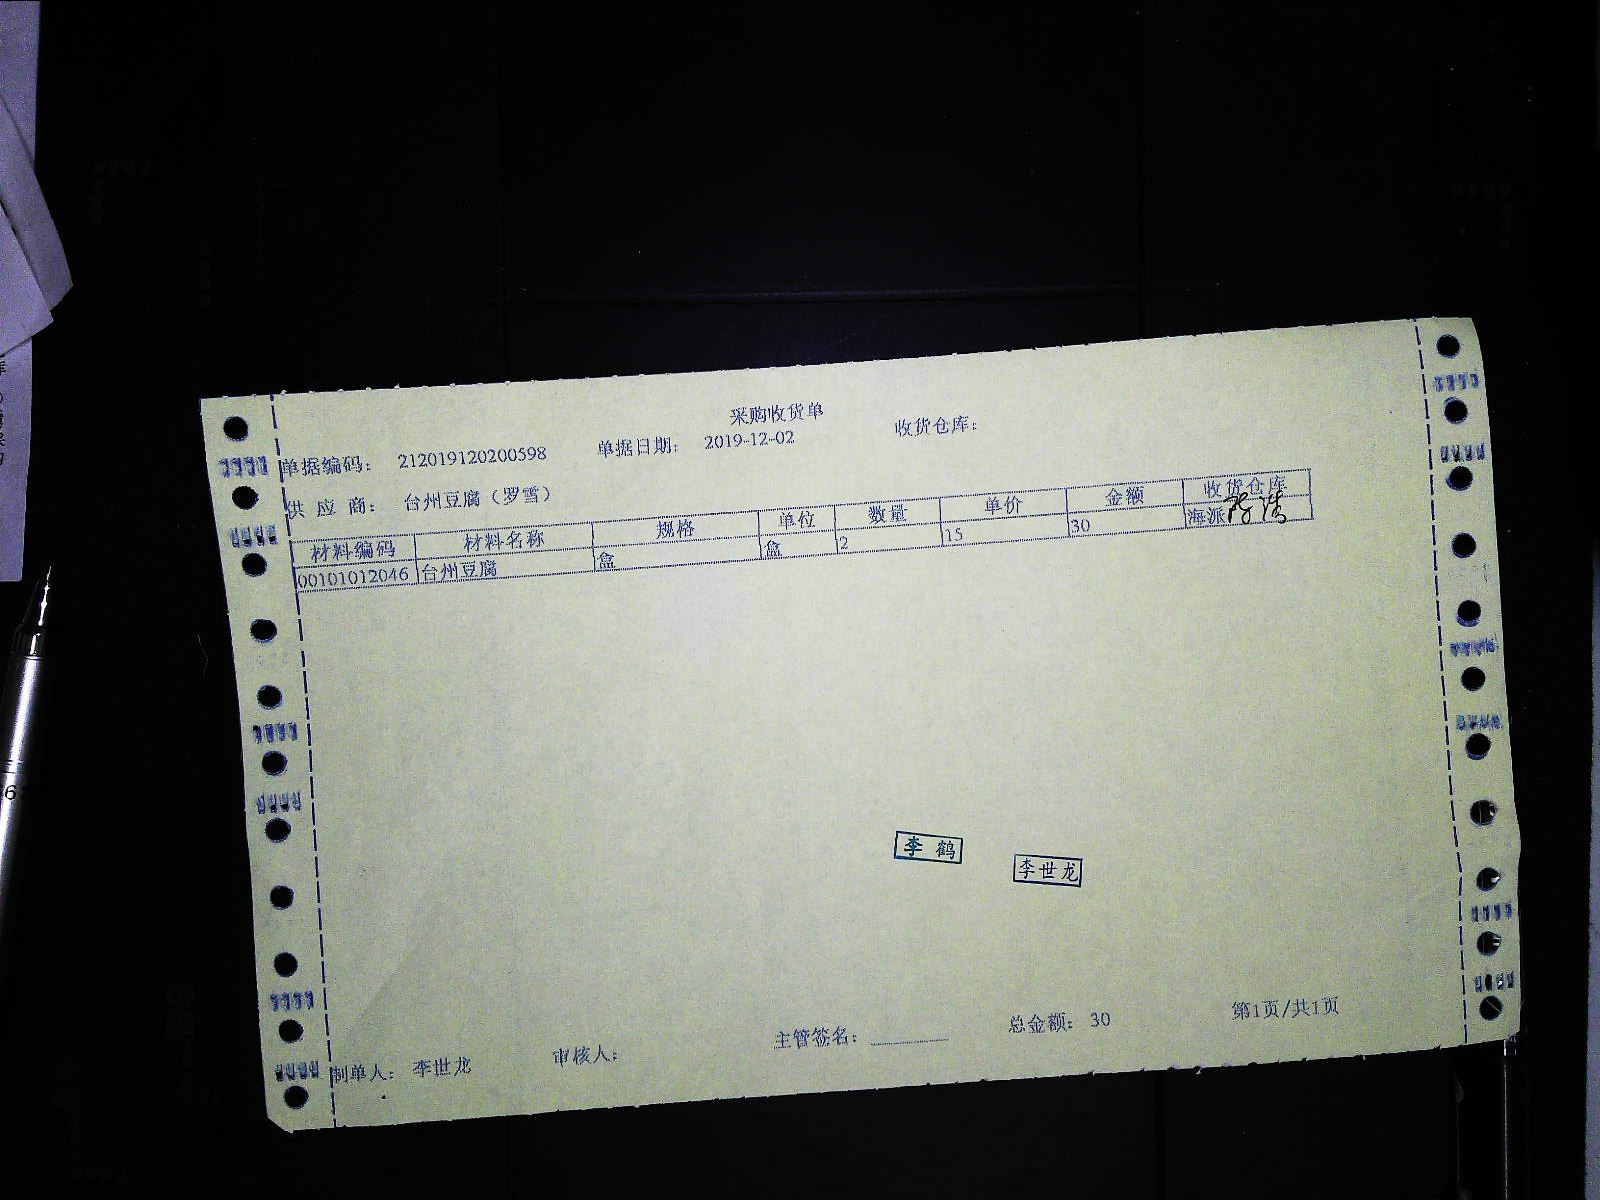 采购收货单
单据编码： 212019120200598 单据日期： 2019-12-02 收货仓库：
供 应 商： 台州豆腐（罗雪）
材料编码 材料名称 规格 单位 数量 单价 金额 收货仓库
00101012046 台州豆腐 盒 盒 2 15 30 海派
李 鹤
李世龙
制单人： 李世龙 审核人： 主管签名： 总金额： 30 第1页/共1页